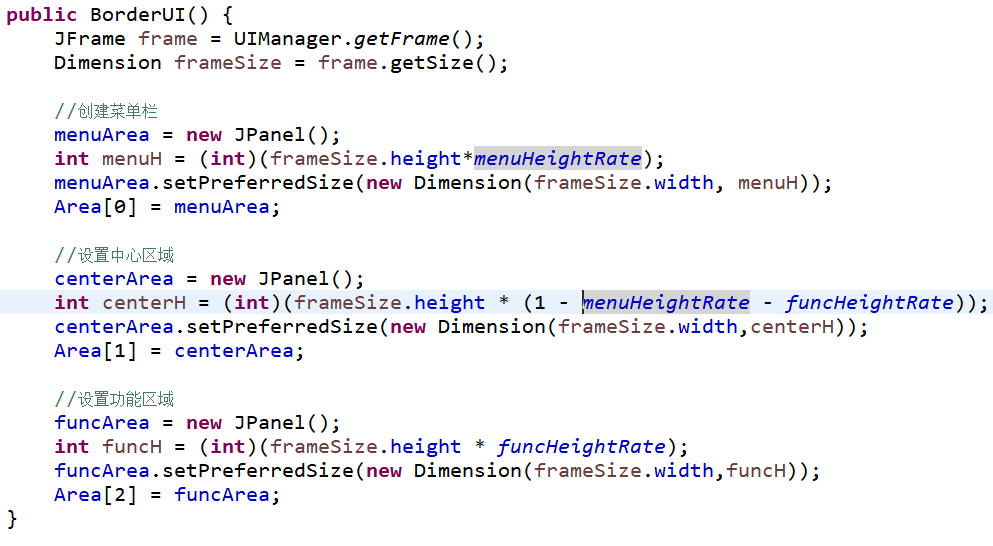 public BorderUI() {
    JFrame frame = UIManager.getFrame();
    Dimension frameSize = frame.getSize();

    //创建菜单栏
    menuArea = new JPanel();
    int menuH = (int)(frameSize.height*menuHeightRate);
    menuArea.setPreferredSize(new Dimension(frameSize.width, menuH));
    Area[0] = menuArea;

    //设置中心区域
    centerArea = new JPanel();
    int centerH = (int)(frameSize.height * (1 - menuHeightRate - funcHeightRate));
    centerArea.setPreferredSize(new Dimension(frameSize.width,centerH));
    Area[1] = centerArea;

    //设置功能区域
    funcArea = new JPanel();
    int funcH = (int)(frameSize.height * funcHeightRate);
    funcArea.setPreferredSize(new Dimension(frameSize.width,funcH));
    Area[2] = funcArea;
}